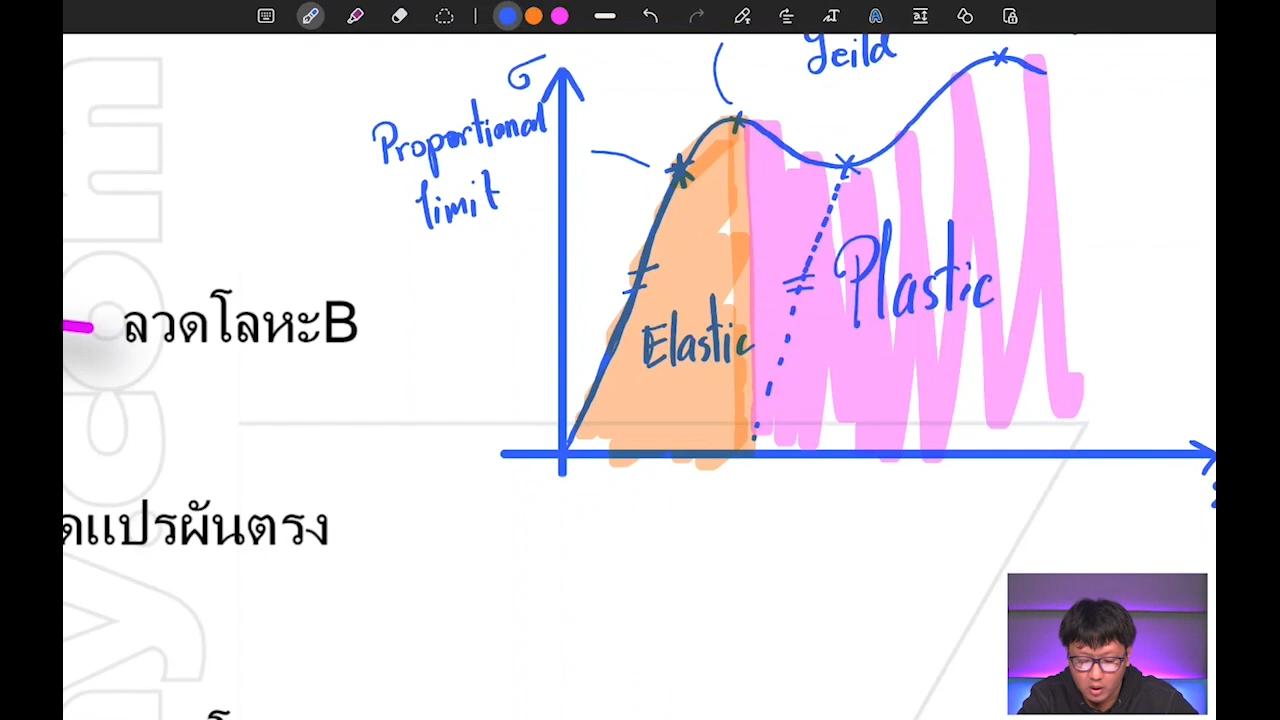 σ
Yeild
Proportional
limit
Elastic
Plastic
ลวดโลหะB
ดแปรผันตรง